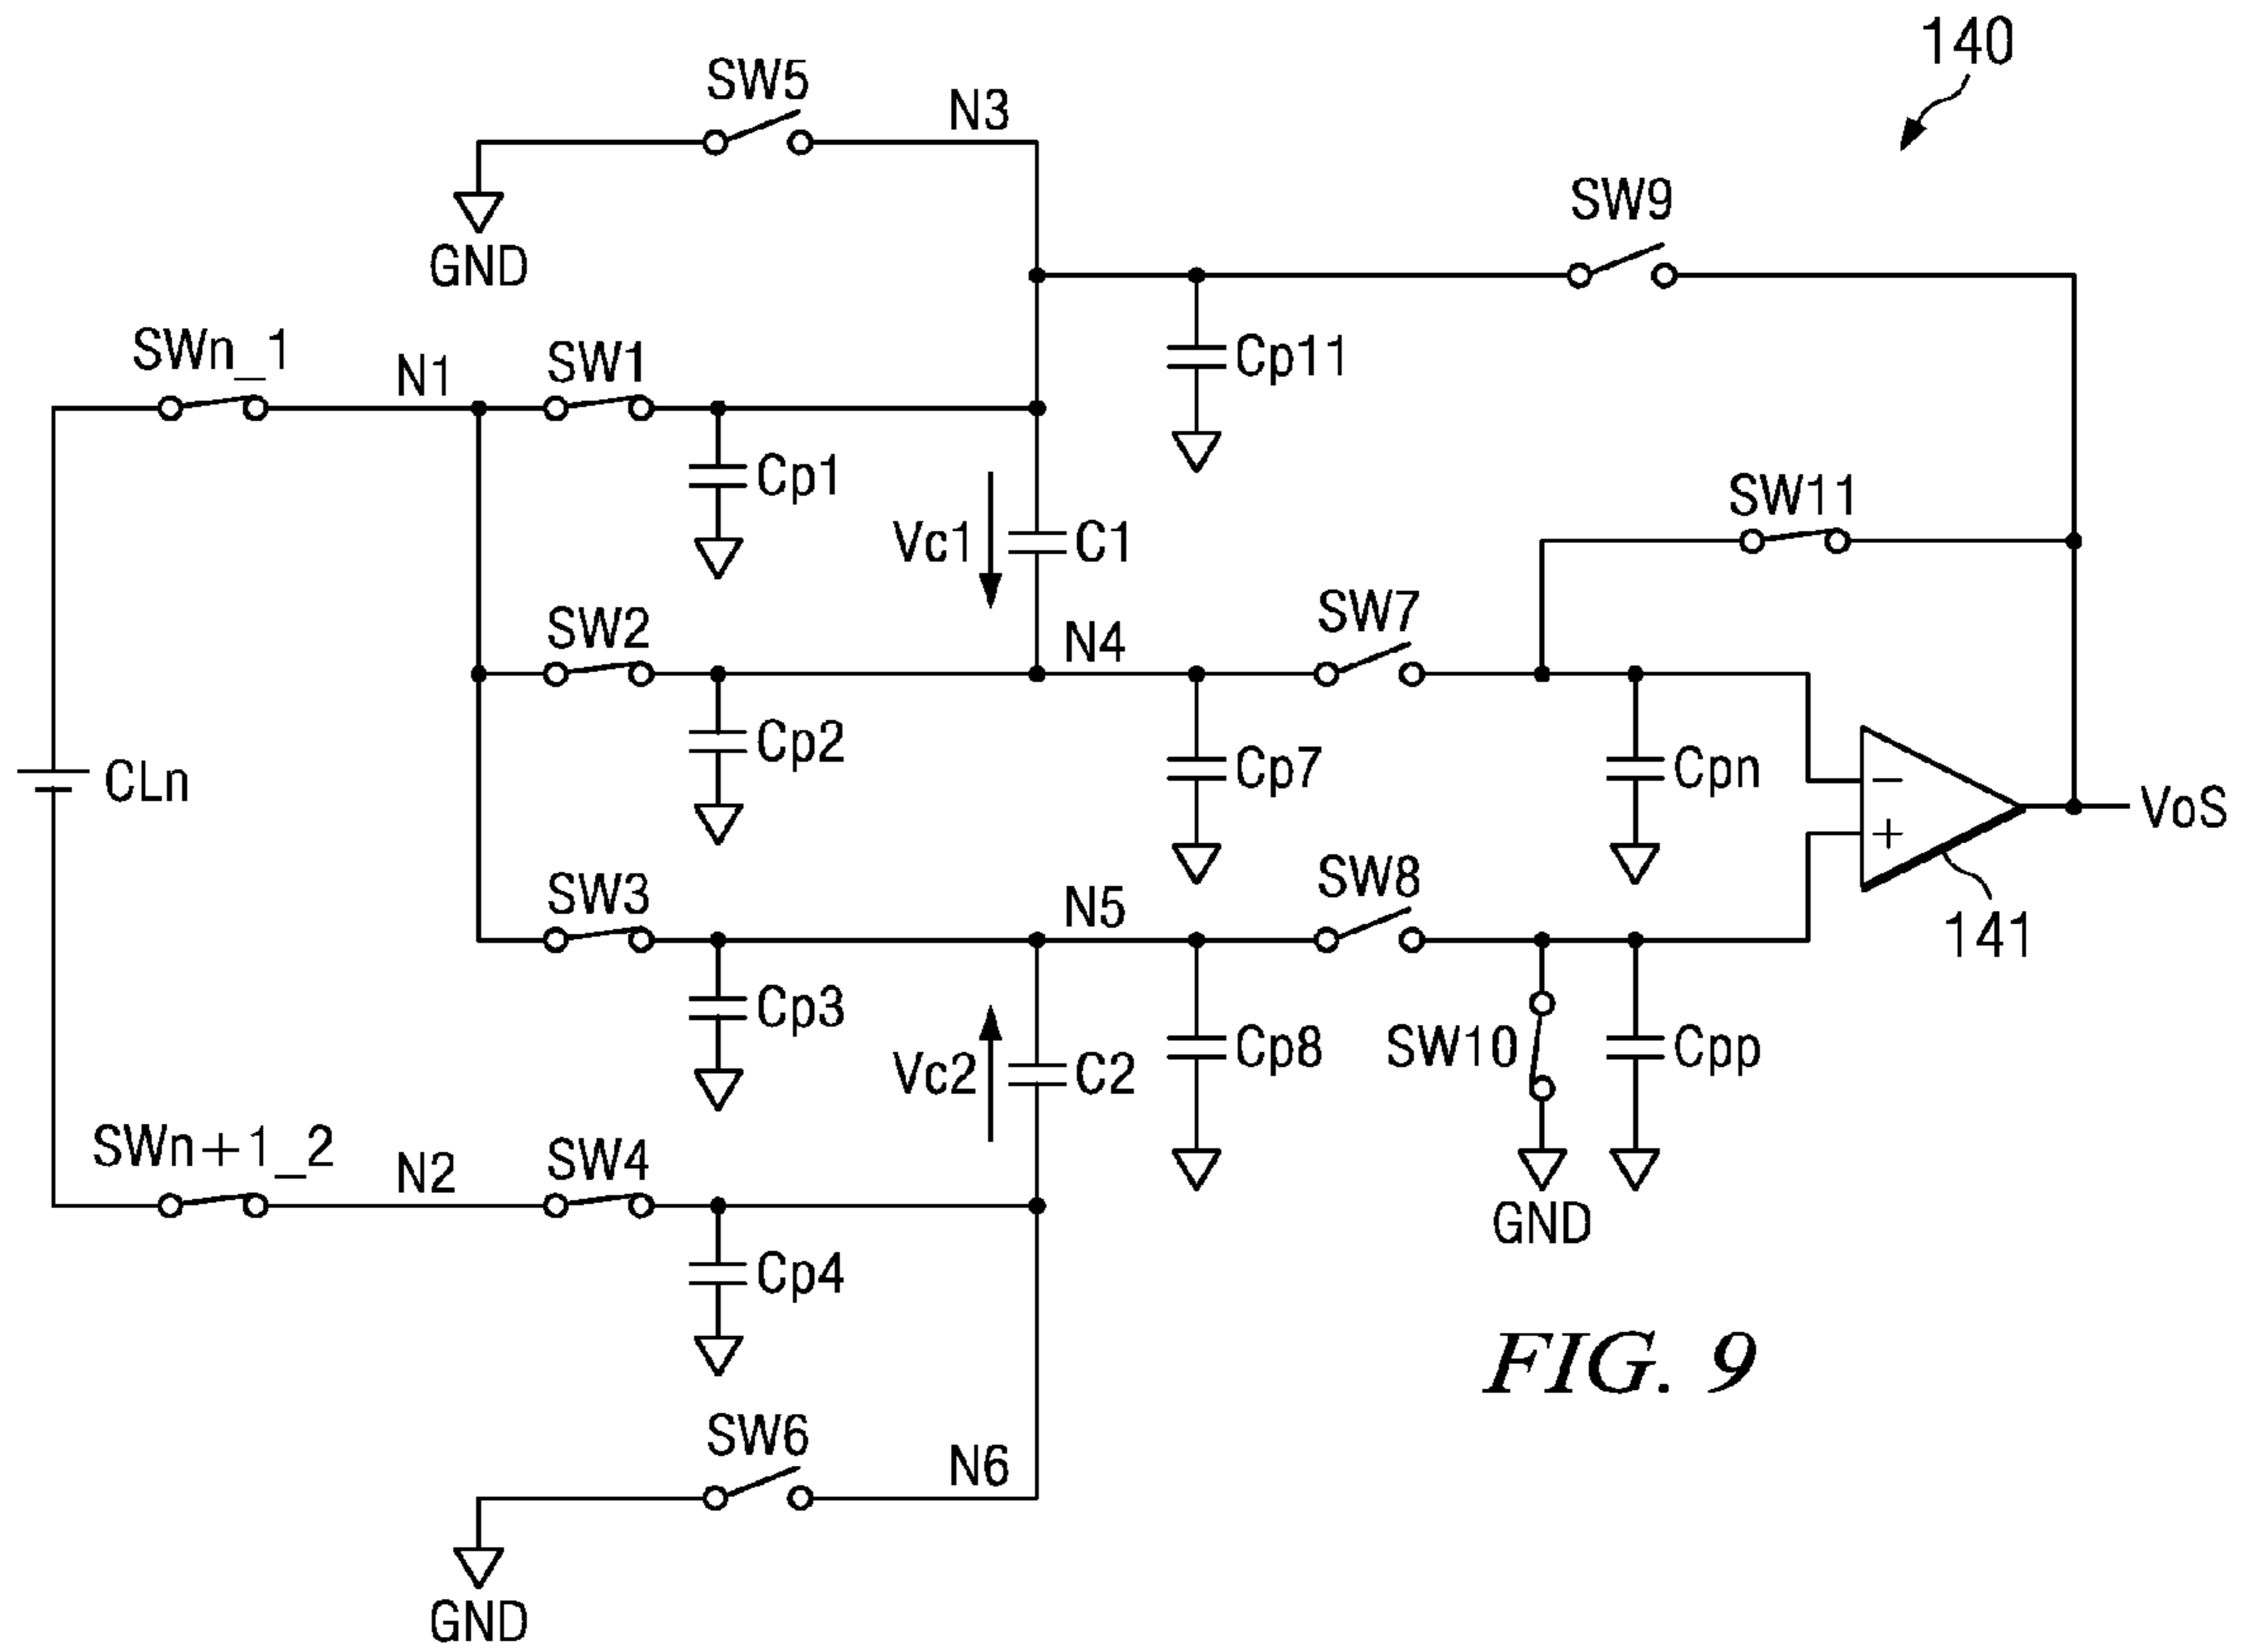 140
SW5
N3
SW9
GND
SWn_1
N1
SW1
Cp11
Cp1
SW11
Vc1
C1
SW2
N4
SW7
Cp2
Cp7
Cpn
CLn
−
+
VoS
SW3
N5
SW8
141
Cp3
Vc2
C2
Cp8
SW10
Cpp
SWn+1_2
N2
SW4
GND
Cp4
FIG. 9
SW6
N6
GND